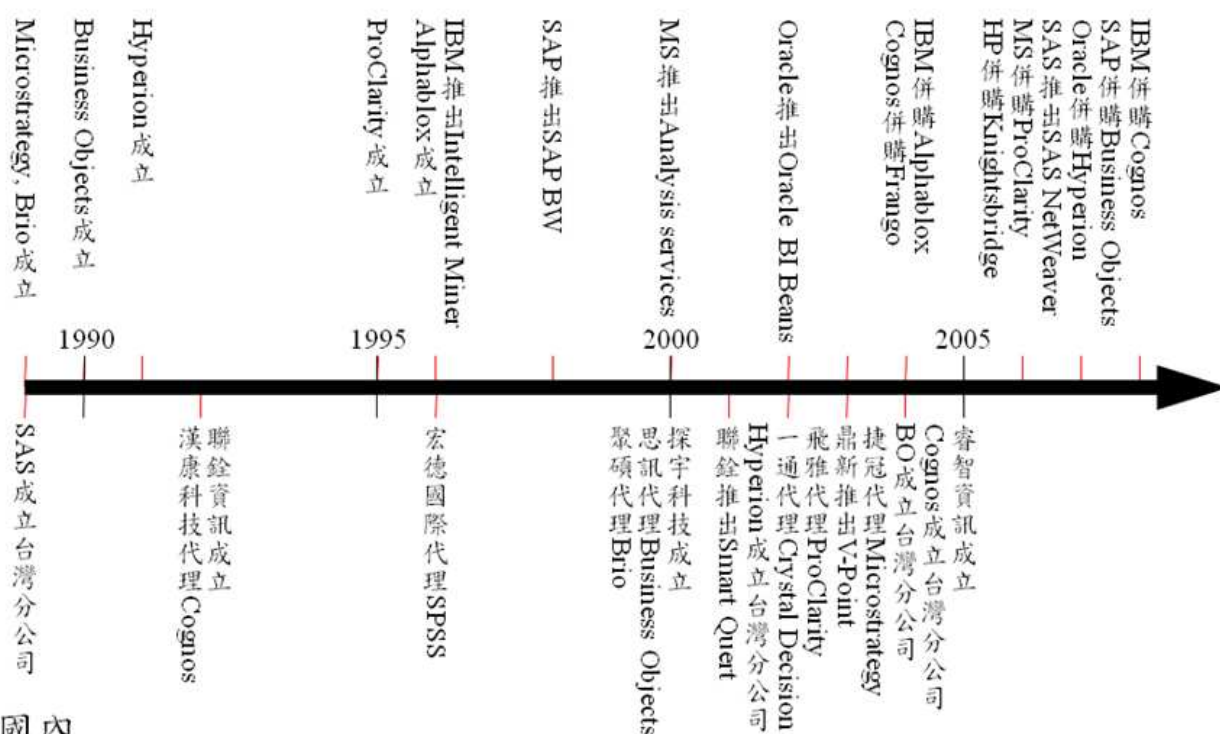 Microstrategy, Brio成立
Business Objects成立
Hyperion成立
ProClarity成立
Alphablox成立
IBM推出Intelligent Miner
SAP推出SAP BW
MS推出Analysis services
Oracle推出Oracle BI Beans
Cognos併購Frango
IBM併購Alphablox
HP併購Knightsbridge
MS併購ProClarity
SAS推出SAS NetWeaver
Oracle併購Hyperion
SAP併購Business Objects
IBM併購Cognos
1990
1995
2000
2005
SAS成立台灣分公司
漢康科技代理Cognos
聯銓資訊成立
宏德國際代理SPSS
聚碩代理Brio
思訊代理Business Objects
探宇科技成立
聯銓推出Smart Quert
Hyperion成立台灣分公司
一通代理Crystal Decision
飛雅代理ProClarity
鼎新推出V-Point
捷冠代理Microstrategy
BO成立台灣分公司
Cognos成立台灣分公司
睿智資訊成立
國內